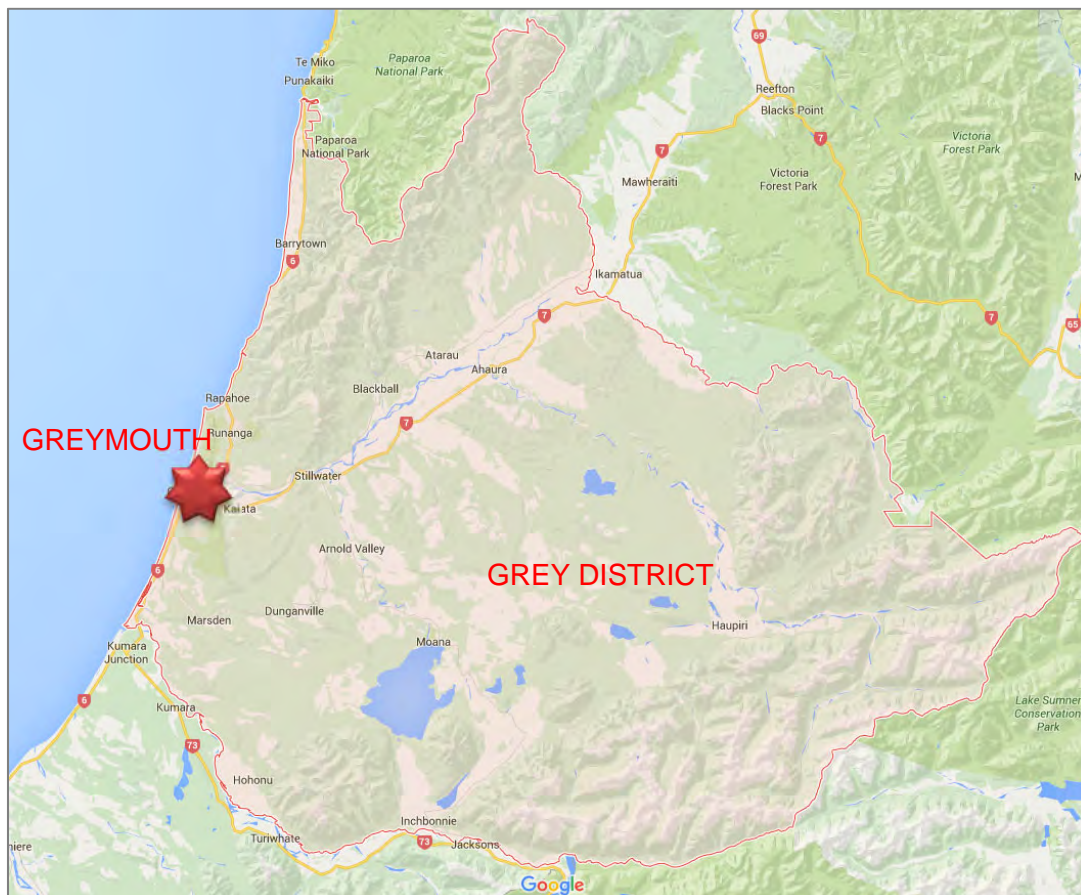 69
Te Miko
Punakaiki
Paparoa
National Park
Reefton
Blacks Point
7
Paparoa
National Park
7
Mawheraiti
Victoria
Forest Park
Victoria
Forest Park
Barrytown
6
Ikamatua
7
7
65
Atarau
Ahaura
Blackball
Rapahoe
7
Runanga
GREYMOUTH
Stillwater
Kaiata
Arnold Valley
6
GREY DISTRICT
Dunganville
Marsden
Haupiri
Moana
Kumara
Junction
6
Kumara
Lake Sumner
Conservation
Park
73
Hohonu
Inchbonnie
Turiwhate
73
Jacksons
Google